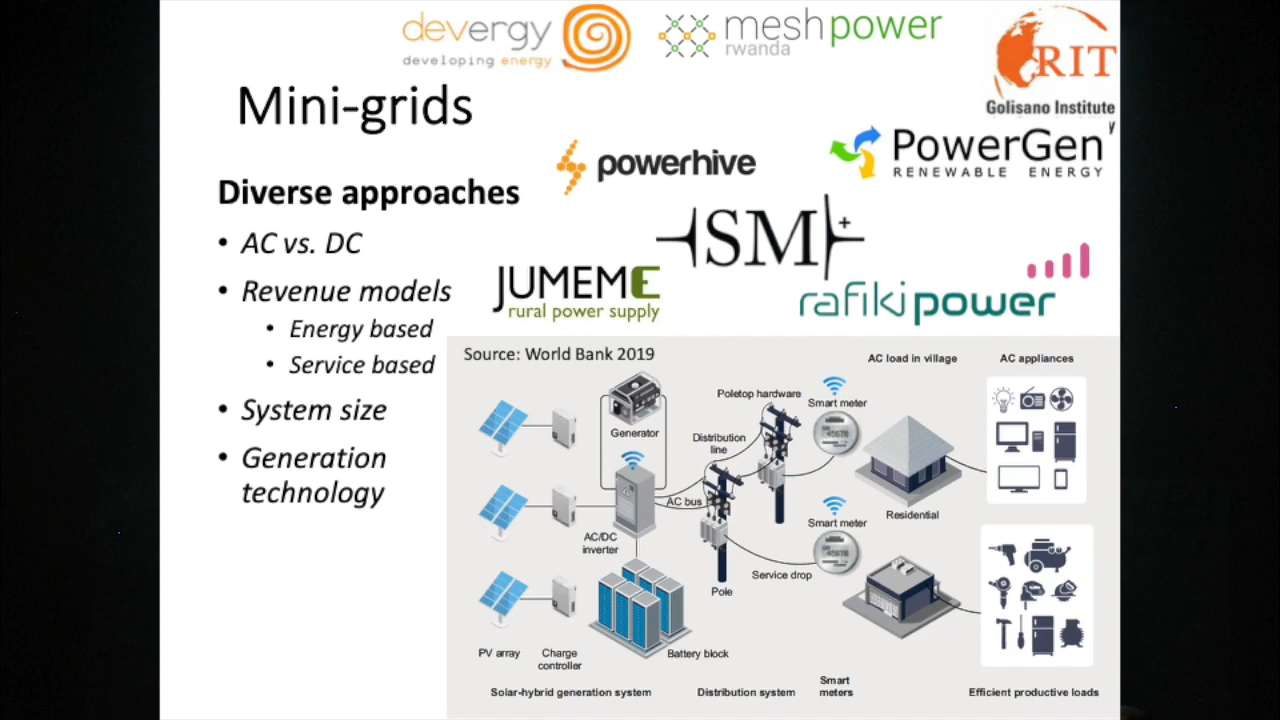 devergy
developing energy
meshpower
rwanda
RIT
Golisano Institute
y
Mini-grids
powerhive
PowerGen
RENEWABLE ENERGY
Diverse approaches
• AC vs. DC
• Revenue models
• Energy based
• Service based
• System size
• Generation
technology
SM+
JUMEME
rural power supply
rafikipower
Source: World Bank 2019
AC load in village
AC appliances
Poletop hardware
Smart meter
Generator
Distribution
line
AC bus
Residential
AC/DC
inverter
Smart meter
Service drop
Pole
PV array
Charge
controller
Battery block
Solar-hybrid generation system
Distribution system
Smart
meters
Efficient productive loads